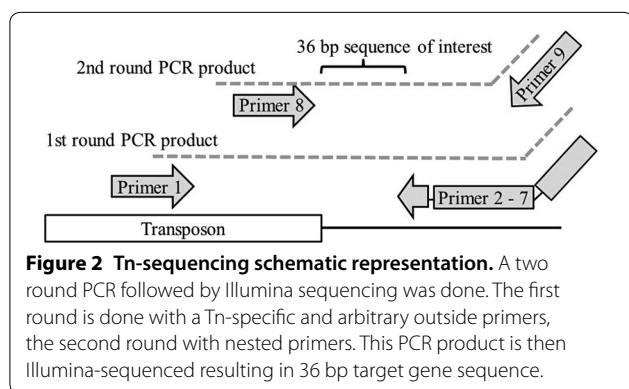 36 bp sequence of interest
2nd round PCR product
Primer 9
Primer 8
1st round PCR product
Primer 1
Primer 2 - 7
Transposon
Figure 2 Tn-sequencing schematic representation. A two
round PCR followed by Illumina sequencing was done. The first
round is done with a Tn-specific and arbitrary outside primers,
the second round with nested primers. This PCR product is then
Illumina-sequenced resulting in 36 bp target gene sequence.